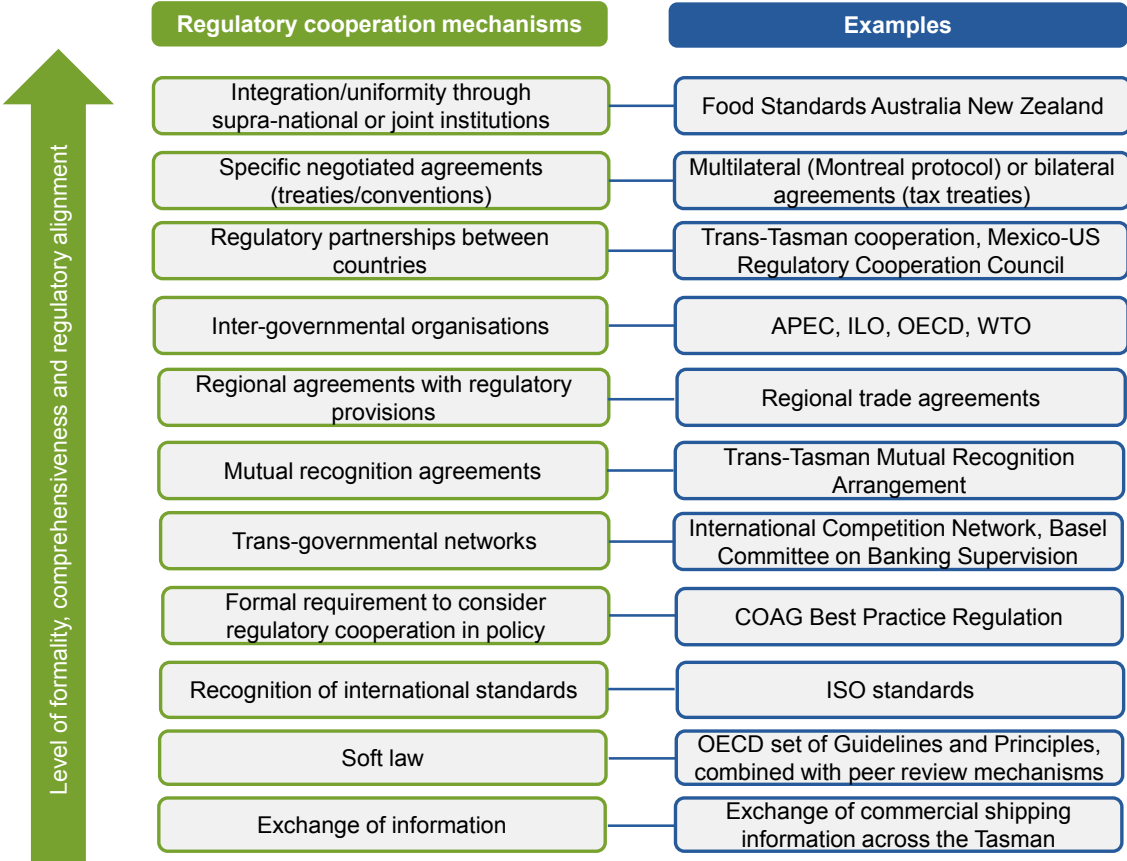 Regulatory cooperation mechanisms
Examples
Level of formality, comprehensiveness and regulatory alignment
Integration/uniformity through
supra-national or joint institutions
Food Standards Australia New Zealand
Specific negotiated agreements
(treaties/conventions)
Multilateral (Montreal protocol) or bilateral
agreements (tax treaties)
Regulatory partnerships between
countries
Trans-Tasman cooperation, Mexico-US
Regulatory Cooperation Council
Inter-governmental organisations
APEC, ILO, OECD, WTO
Regional agreements with regulatory
provisions
Regional trade agreements
Mutual recognition agreements
Trans-Tasman Mutual Recognition
Arrangement
Trans-governmental networks
International Competition Network, Basel
Committee on Banking Supervision
Formal requirement to consider
regulatory cooperation in policy
COAG Best Practice Regulation
Recognition of international standards
ISO standards
Soft law
OECD set of Guidelines and Principles,
combined with peer review mechanisms
Exchange of information
Exchange of commercial shipping
information across the Tasman